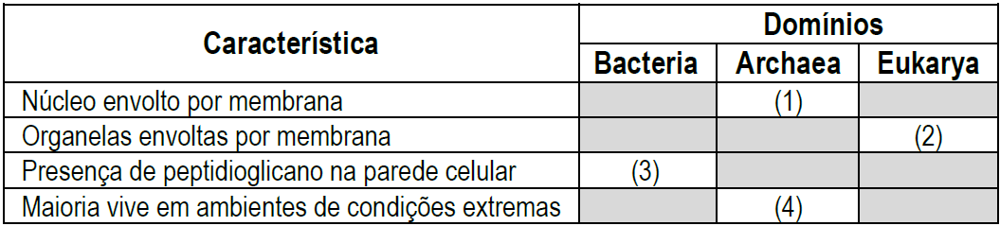 Característica
Domínios
Bacteria Archaea Eukarya
Núcleo envolto por membrana (1)
Organelas envoltas por membrana (2)
Presença de peptidioglicano na parede celular (3)
Maioria vive em ambientes de condições extremas (4)